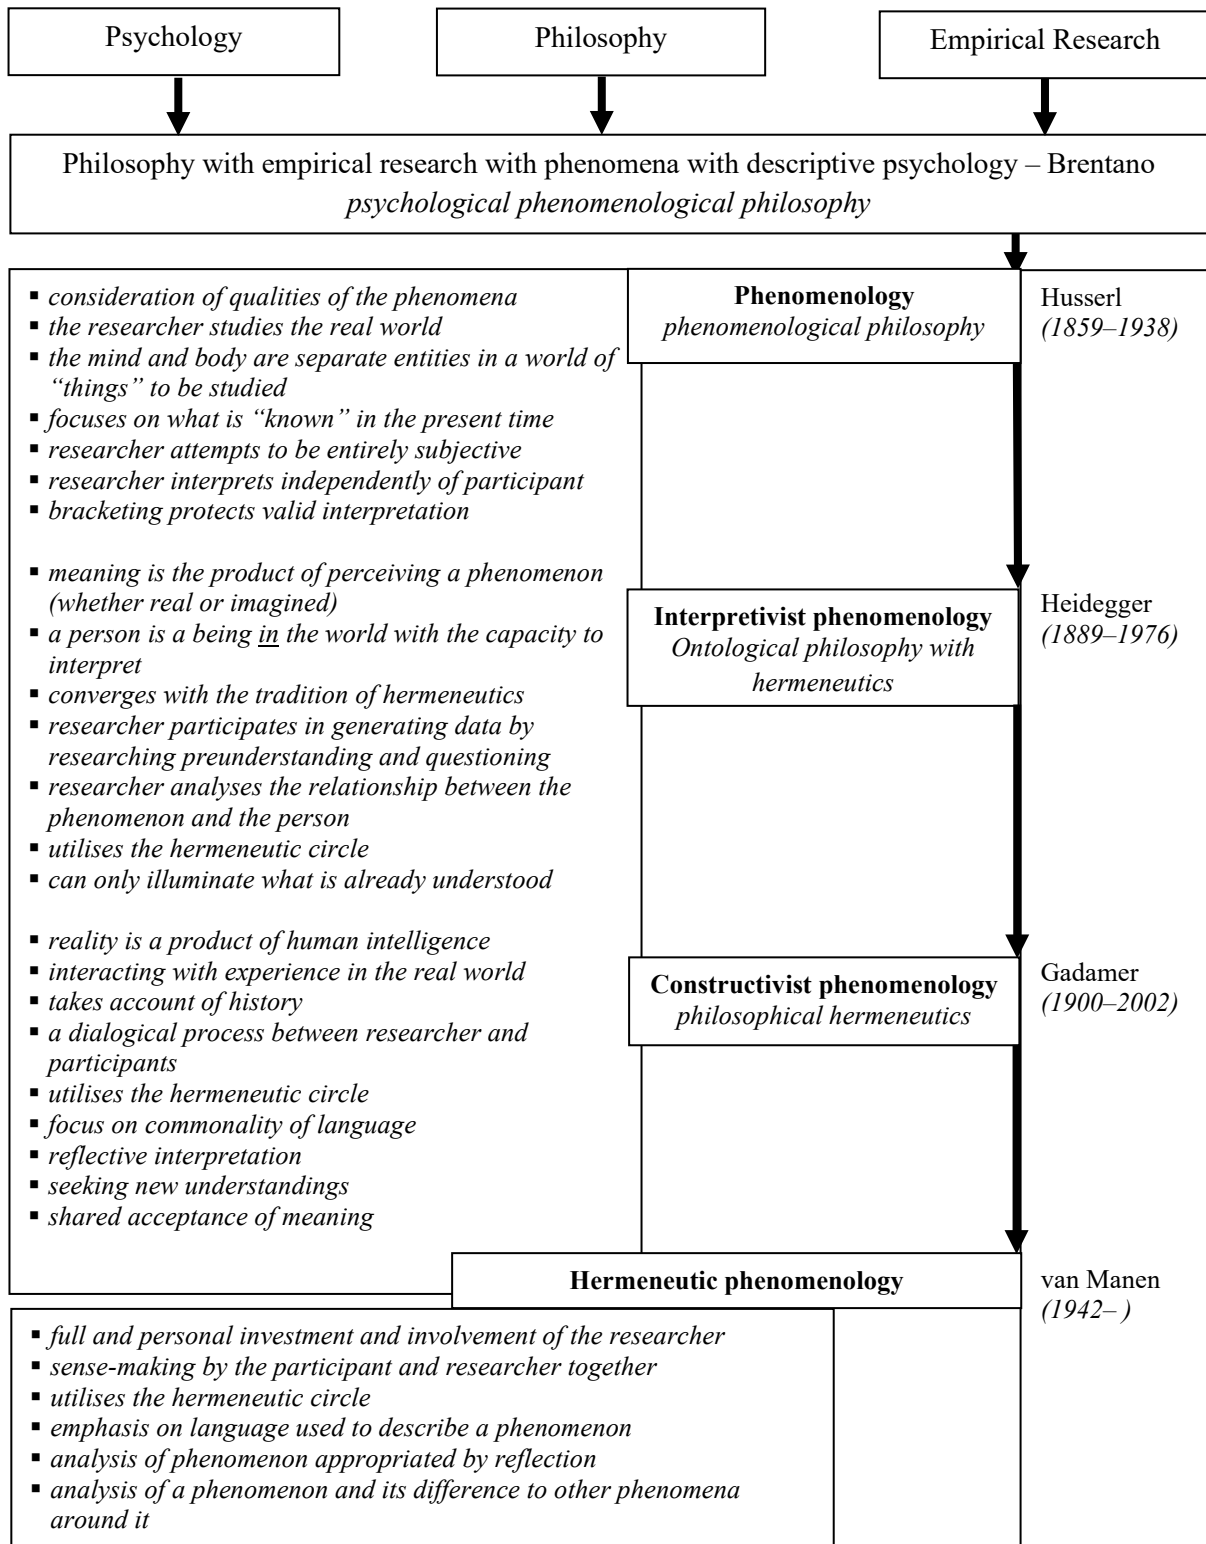 Psychology
Philosophy
Empirical Research
Philosophy with empirical research with phenomena with descriptive psychology – Brentano
psychological phenomenological philosophy
▪ consideration of qualities of the phenomena
▪ the researcher studies the real world
▪ the mind and body are separate entities in a world of
“things” to be studied
▪ focuses on what is “known” in the present time
▪ researcher attempts to be entirely subjective
▪ researcher interprets independently of participant
▪ bracketing protects valid interpretation
Phenomenology
phenomenological philosophy
Husserl
(1859–1938)
▪ meaning is the product of perceiving a phenomenon
(whether real or imagined)
▪ a person is a being in the world with the capacity to
interpret
▪ converges with the tradition of hermeneutics
▪ researcher participates in generating data by
researching preunderstanding and questioning
▪ researcher analyses the relationship between the
phenomenon and the person
▪ utilises the hermeneutic circle
▪ can only illuminate what is already understood
Interpretivist phenomenology
Ontological philosophy with
hermeneutics
Heidegger
(1889–1976)
▪ reality is a product of human intelligence
▪ interacting with experience in the real world
▪ takes account of history
▪ a dialogical process between researcher and
participants
▪ utilises the hermeneutic circle
▪ focus on commonality of language
▪ reflective interpretation
▪ seeking new understandings
▪ shared acceptance of meaning
Constructivist phenomenology
philosophical hermeneutics
Gadamer
(1900–2002)
Hermeneutic phenomenology
van Manen
(1942– )
▪ full and personal investment and involvement of the researcher
▪ sense-making by the participant and researcher together
▪ utilises the hermeneutic circle
▪ emphasis on language used to describe a phenomenon
▪ analysis of phenomenon appropriated by reflection
▪ analysis of a phenomenon and its difference to other phenomena
around it